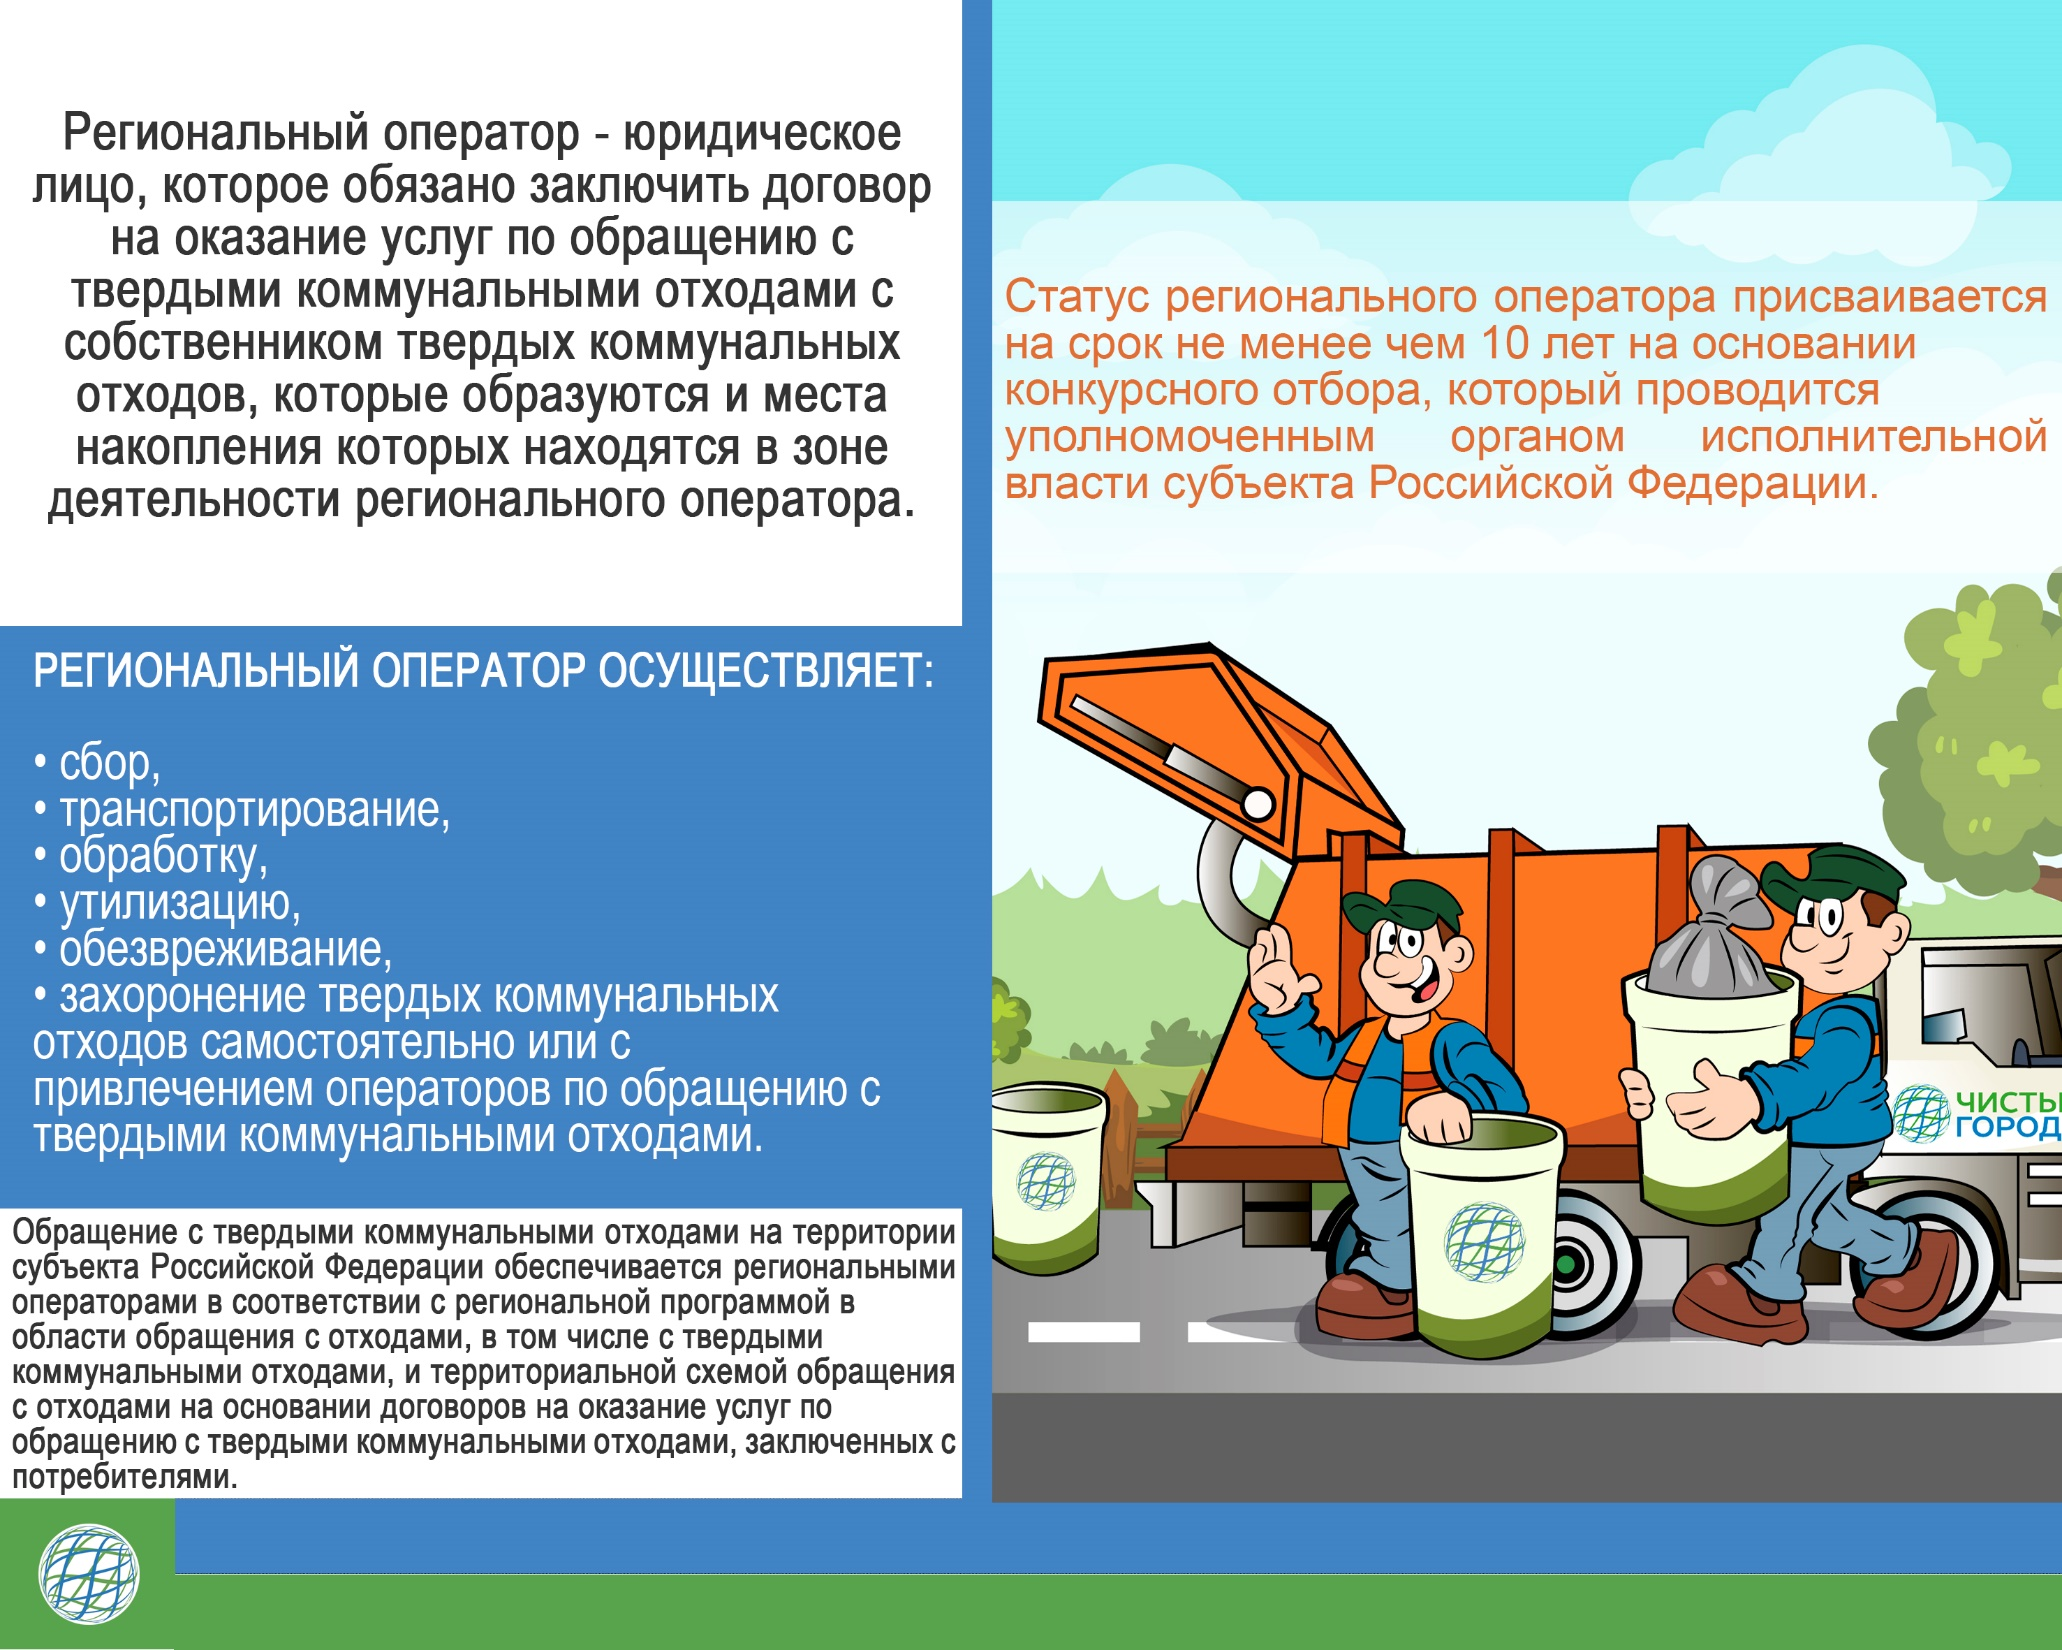 Региональный оператор - юридическое
лицо, которое обязано заключить договор
на оказание услуг по обращению с
твердыми коммунальными отходами с
собственником твердых коммунальных
отходов, которые образуются и места
накопления которых находятся в зоне
деятельности регионального оператора.
РЕГИОНАЛЬНЫЙ ОПЕРАТОР ОСУЩЕСТВЛЯЕТ:
• сбор,
• транспортирование,
• обработку,
• утилизацию,
• обезвреживание,
• захоронение твердых коммунальных
отходов самостоятельно или с
привлечением операторов по обращению с
твердыми коммунальными отходами.
Обращение с твердыми коммунальными отходами на территории
субъекта Российской Федерации обеспечивается региональными
операторами в соответствии с региональной программой в
области обращения с отходами, в том числе с твердыми
коммунальными отходами, и территориальной схемой обращения
с отходами на основании договоров на оказание услуг по
обращению с твердыми коммунальными отходами, заключенных с
потребителями.
Статус регионального оператора присваивается
на срок не менее чем 10 лет на основании
конкурсного отбора, который проводится
уполномоченным органом исполнительной
власти субъекта Российской Федерации.
ЧИСТЫ
ГОРОД